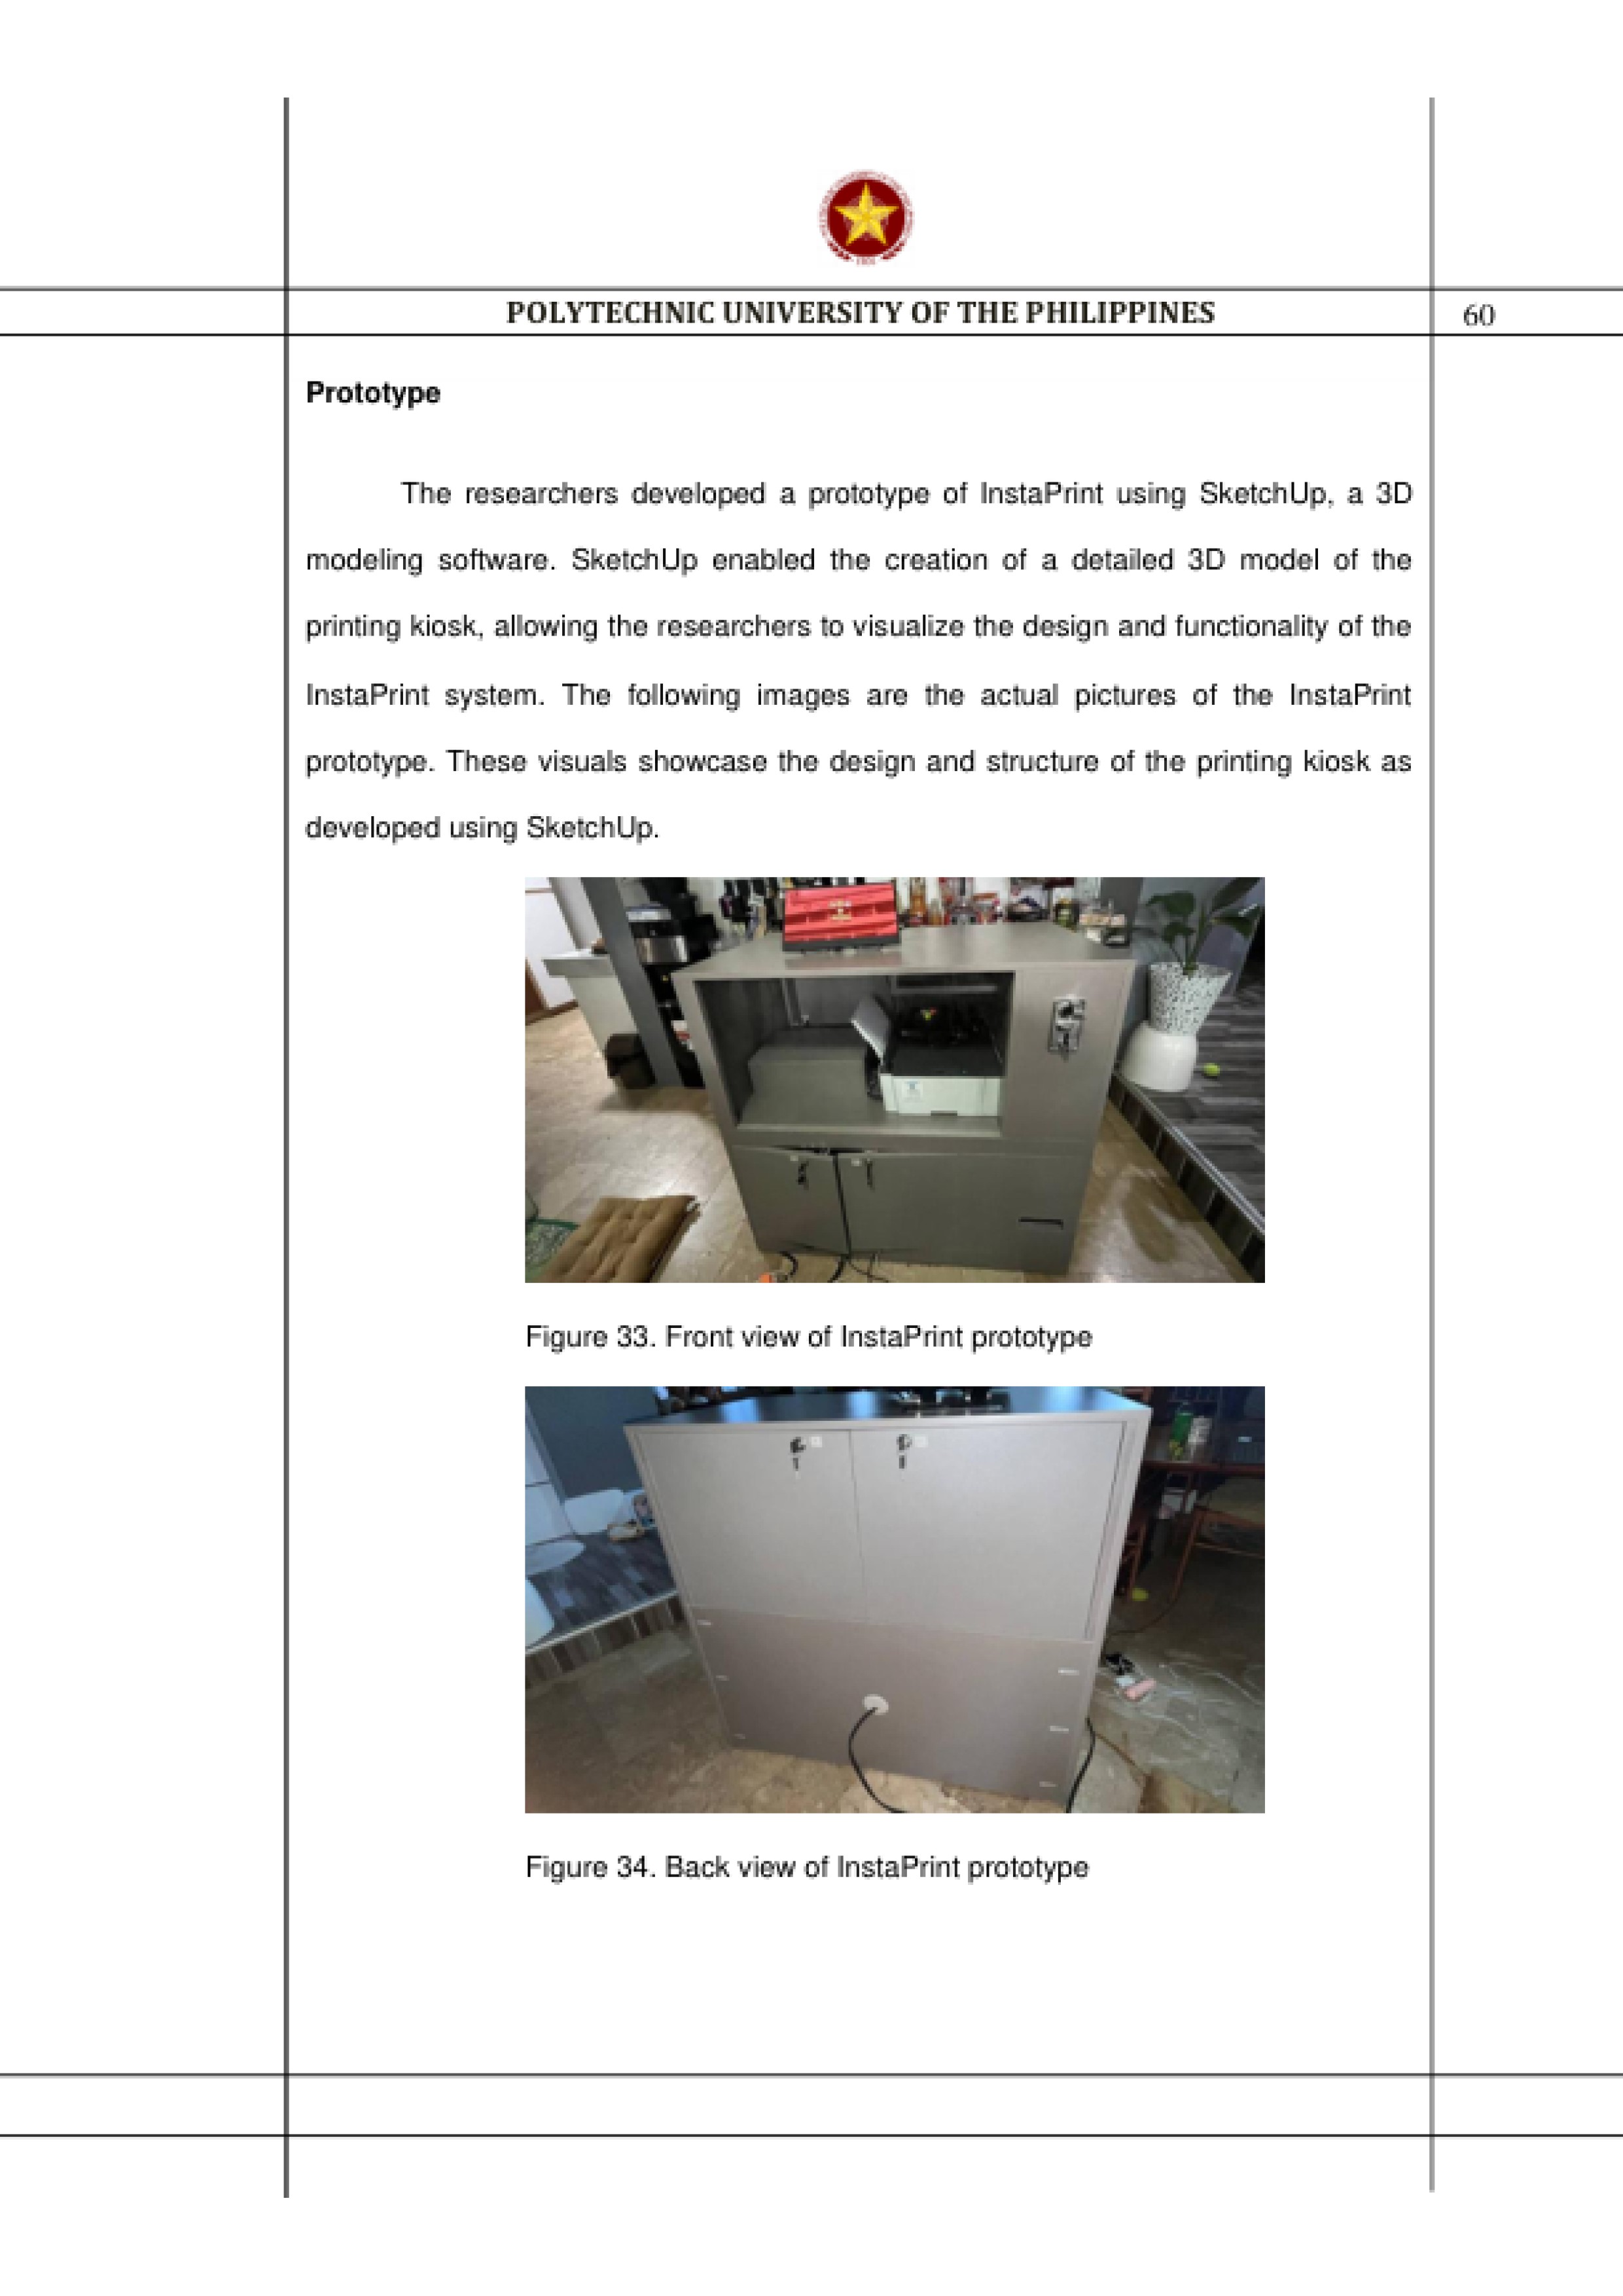 POLYTECHNIC UNIVERSITY OF THE PHILIPPINES
60
Prototype
The researchers developed a prototype of InstaPrint using SketchUp, a 3D
modeling software. SketchUp enabled the creation of a detailed 3D model of the
printing kiosk, allowing the researchers to visualize the design and functionality of the
InstaPrint system. The following images are the actual pictures of the InstaPrint
prototype. These visuals showcase the design and structure of the printing kiosk as
developed using SketchUp.
Figure 33. Front view of InstaPrint prototype
Figure 34. Back view of InstaPrint prototype